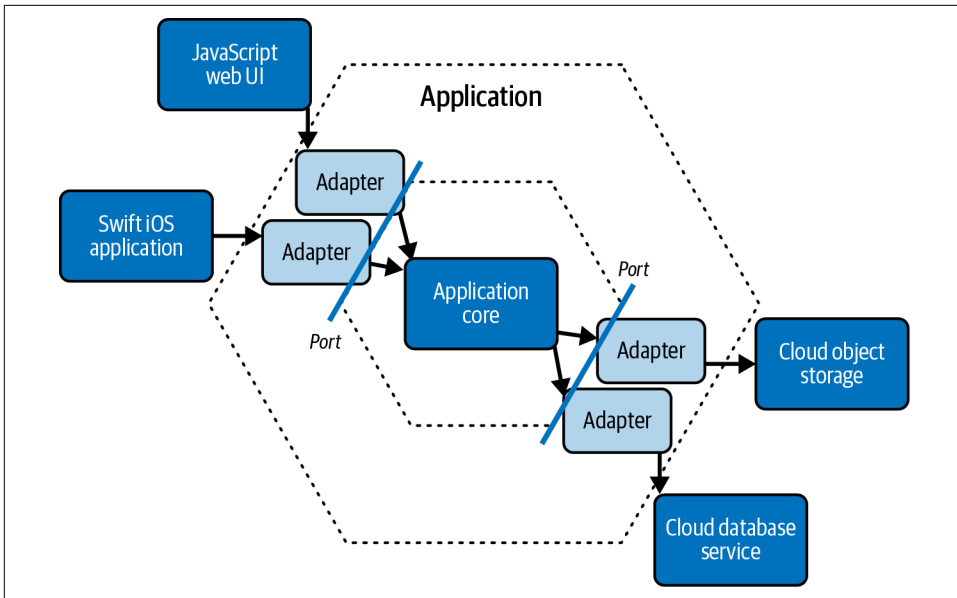 JavaScript
web UI
Application
Adapter
Swift iOS
application
Adapter
Port
Application
core
Port
Adapter
Cloud object
storage
Adapter
Cloud database
service